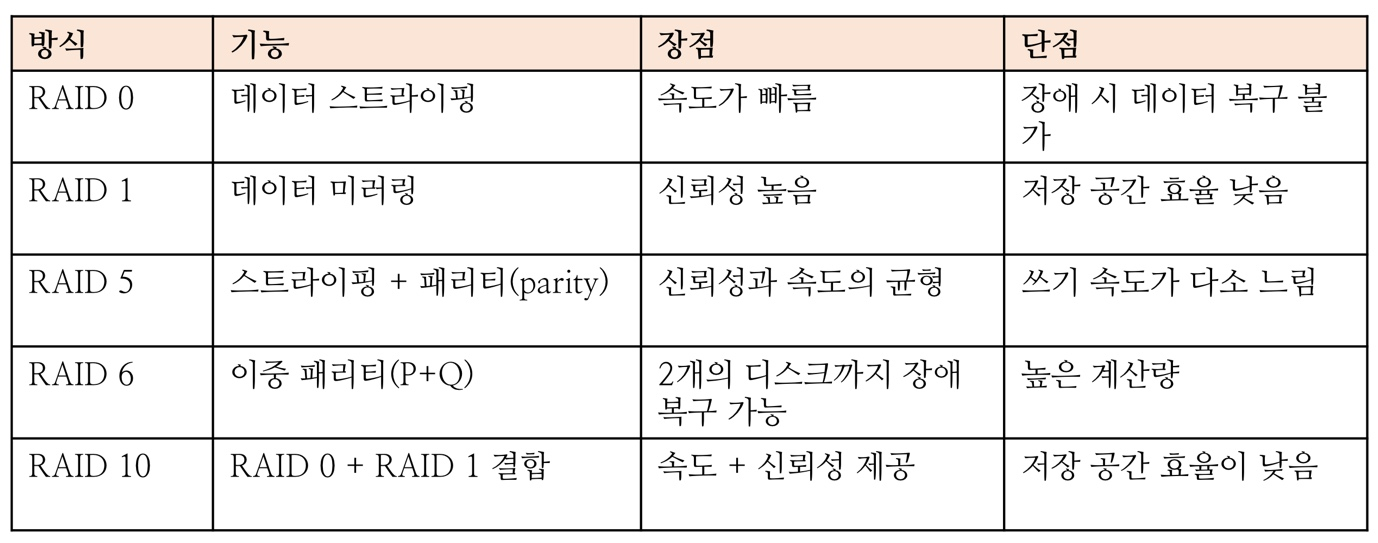 방식 기능 장점 단점
RAID 0 데이터 스트라이핑 속도가 빠름 장애 시 데이터 복구 불
가
RAID 1 데이터 미러링 신뢰성 높음 저장 공간 효율 낮음
RAID 5 스트라이핑 + 패리티(parity) 신뢰성과 속도의 균형 쓰기 속도가 다소 느림
RAID 6 이중 패리티(P+Q) 2개의 디스크까지 장애 높은 계산량
복구 가능
RAID 10 RAID 0 + RAID 1 결합 속도 + 신뢰성 제공 저장 공간 효율이 낮음